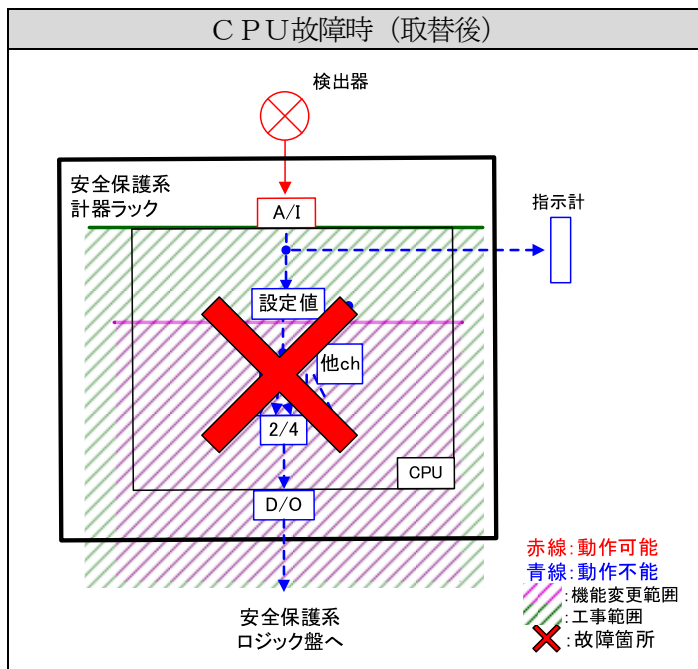 ＣＰＵ故障時（取替後）
検出器
安全保護系
計器ラック
A/I
指示計
設定値
他ch
2/4
CPU
D/O
安全保護系
ロジック盤へ
赤線：動作可能
青線：動作不能
：機能変更範囲
：工事範囲
：故障箇所